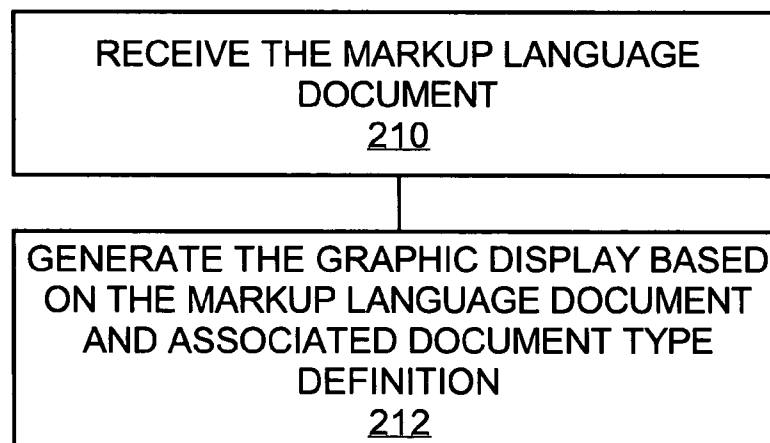 RECEIVE THE MARKUP LANGUAGE
DOCUMENT
210
GENERATE THE GRAPHIC DISPLAY BASED
ON THE MARKUP LANGUAGE DOCUMENT
AND ASSOCIATED DOCUMENT TYPE
DEFINITION
212